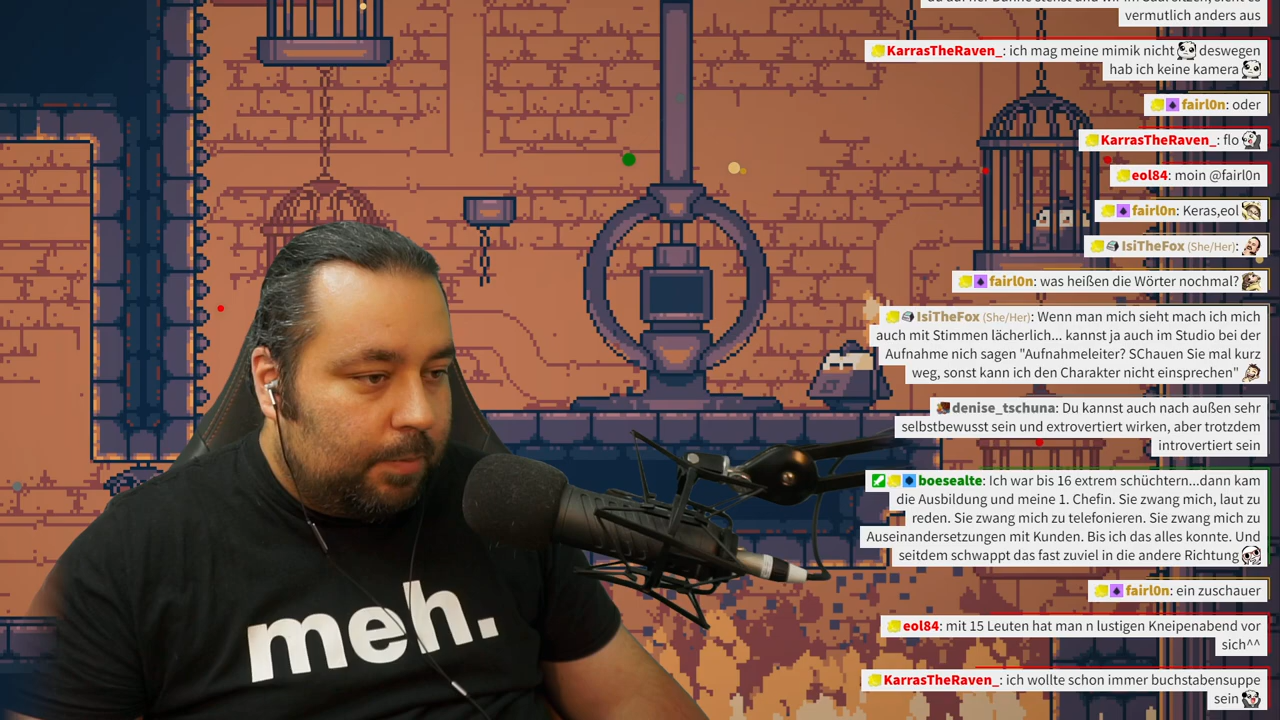 vermutlich anders aus
KarrasTheRaven_: ich mag meine mimik nicht deswegen
hab ich keine kamera
fairl0n: oder
KarrasTheRaven_: flo
eol84: moin @fairl0n
fairl0n: Keras,eol
IsiTheFox (She/Her):
fairl0n: was heißen die Wörter nochmal?
IsiTheFox (She/Her): Wenn man mich sieht mach ich mich
auch mit Stimmen lächerlich... kannst ja auch im Studio bei der
Aufnahme nich sagen "Aufnahmeleiter? SChauen Sie mal kurz
weg, sonst kann ich den Charakter nicht einsprechen"
denise_tschuna: Du kannst auch nach außen sehr
selbstbewusst sein und extrovertiert wirken, aber trotzdem
introvertiert sein
boesealte: Ich war bis 16 extrem schüchtern...dann kam
die Ausbildung und meine 1. Chefin. Sie zwang mich, laut zu
reden. Sie zwang mich zu telefonieren. Sie zwang mich zu
Auseinandersetzungen mit Kunden. Bis ich das alles konnte. Und
seitdem schwappt das fast zuviel in die andere Richtung
fairl0n: ein zuschauer
eol84: mit 15 Leuten hat man n lustigen Kneipenabend vor
sich^^
KarrasTheRaven_: ich wollte schon immer buchstabensuppe
sein
meh.